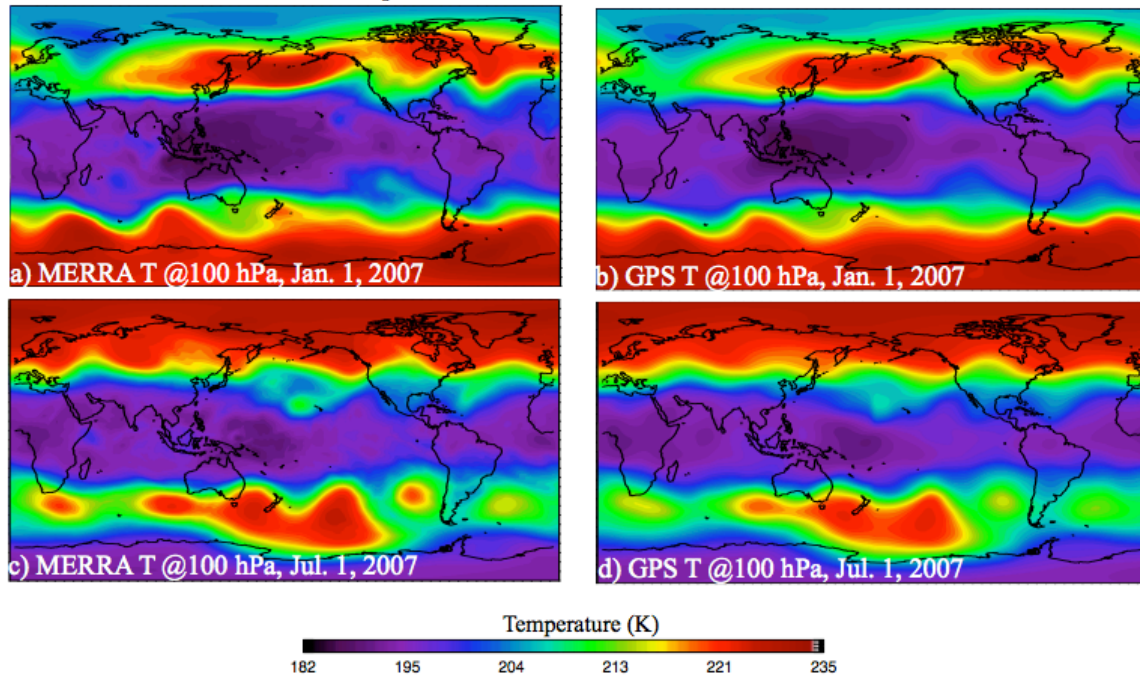 a) MERRA T @100 hPa, Jan. 1, 2007
b) GPS T @100 hPa, Jan. 1, 2007
c) MERRA T @100 hPa, Jul. 1, 2007
d) GPS T @100 hPa, Jul. 1, 2007
Temperature (K)
182 195 204 213 221 235